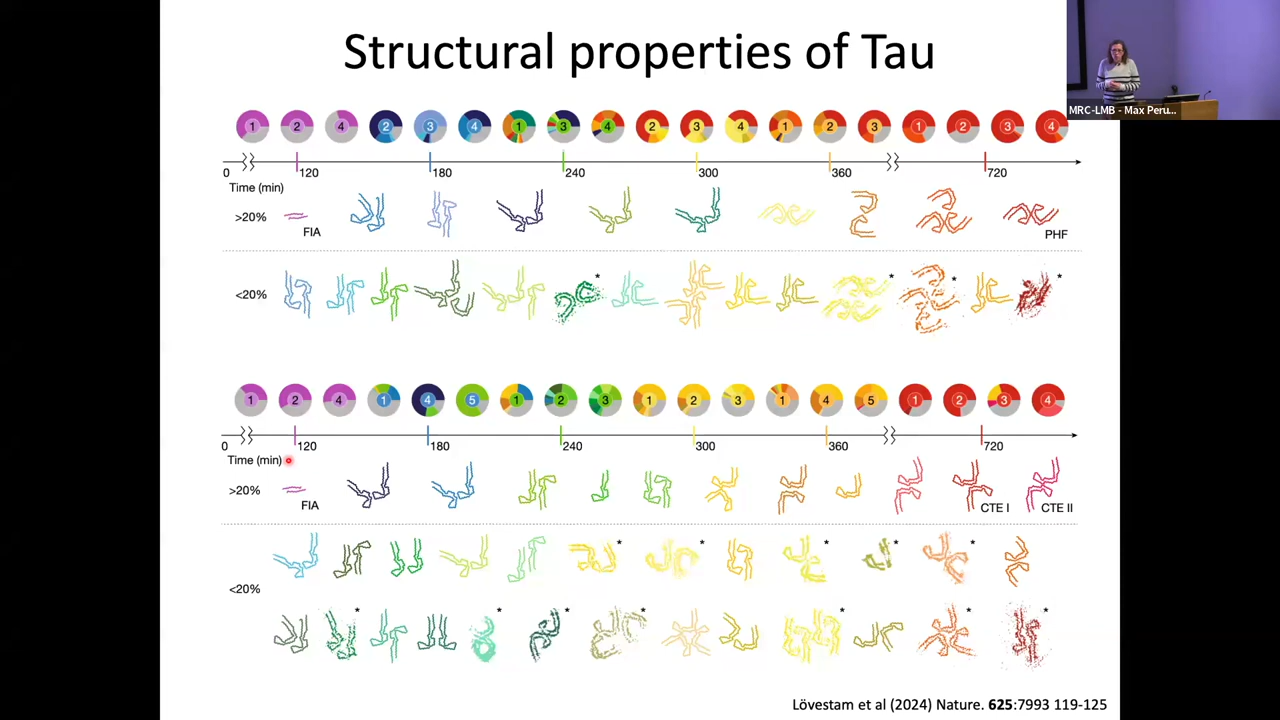 Structural properties of Tau
MRC-LMB - Max Peru...
1 2 4 2 3 4 1 3 4 2 3 4 1 2 3 1 2 3 4
0 120 180 240 300 360 720
Time (min)
>20%
FIA PHF
<20% * * * *
1 2 4 1 4 5 1 2 3 1 2 3 1 4 5 1 2 3 4
0 120 180 240 300 360 720
Time (min)
>20%
FIA CTE I CTE II
* * * * *
<20%
* * * * * * *
Lövestam et al (2024) Nature. 625:7993 119-125